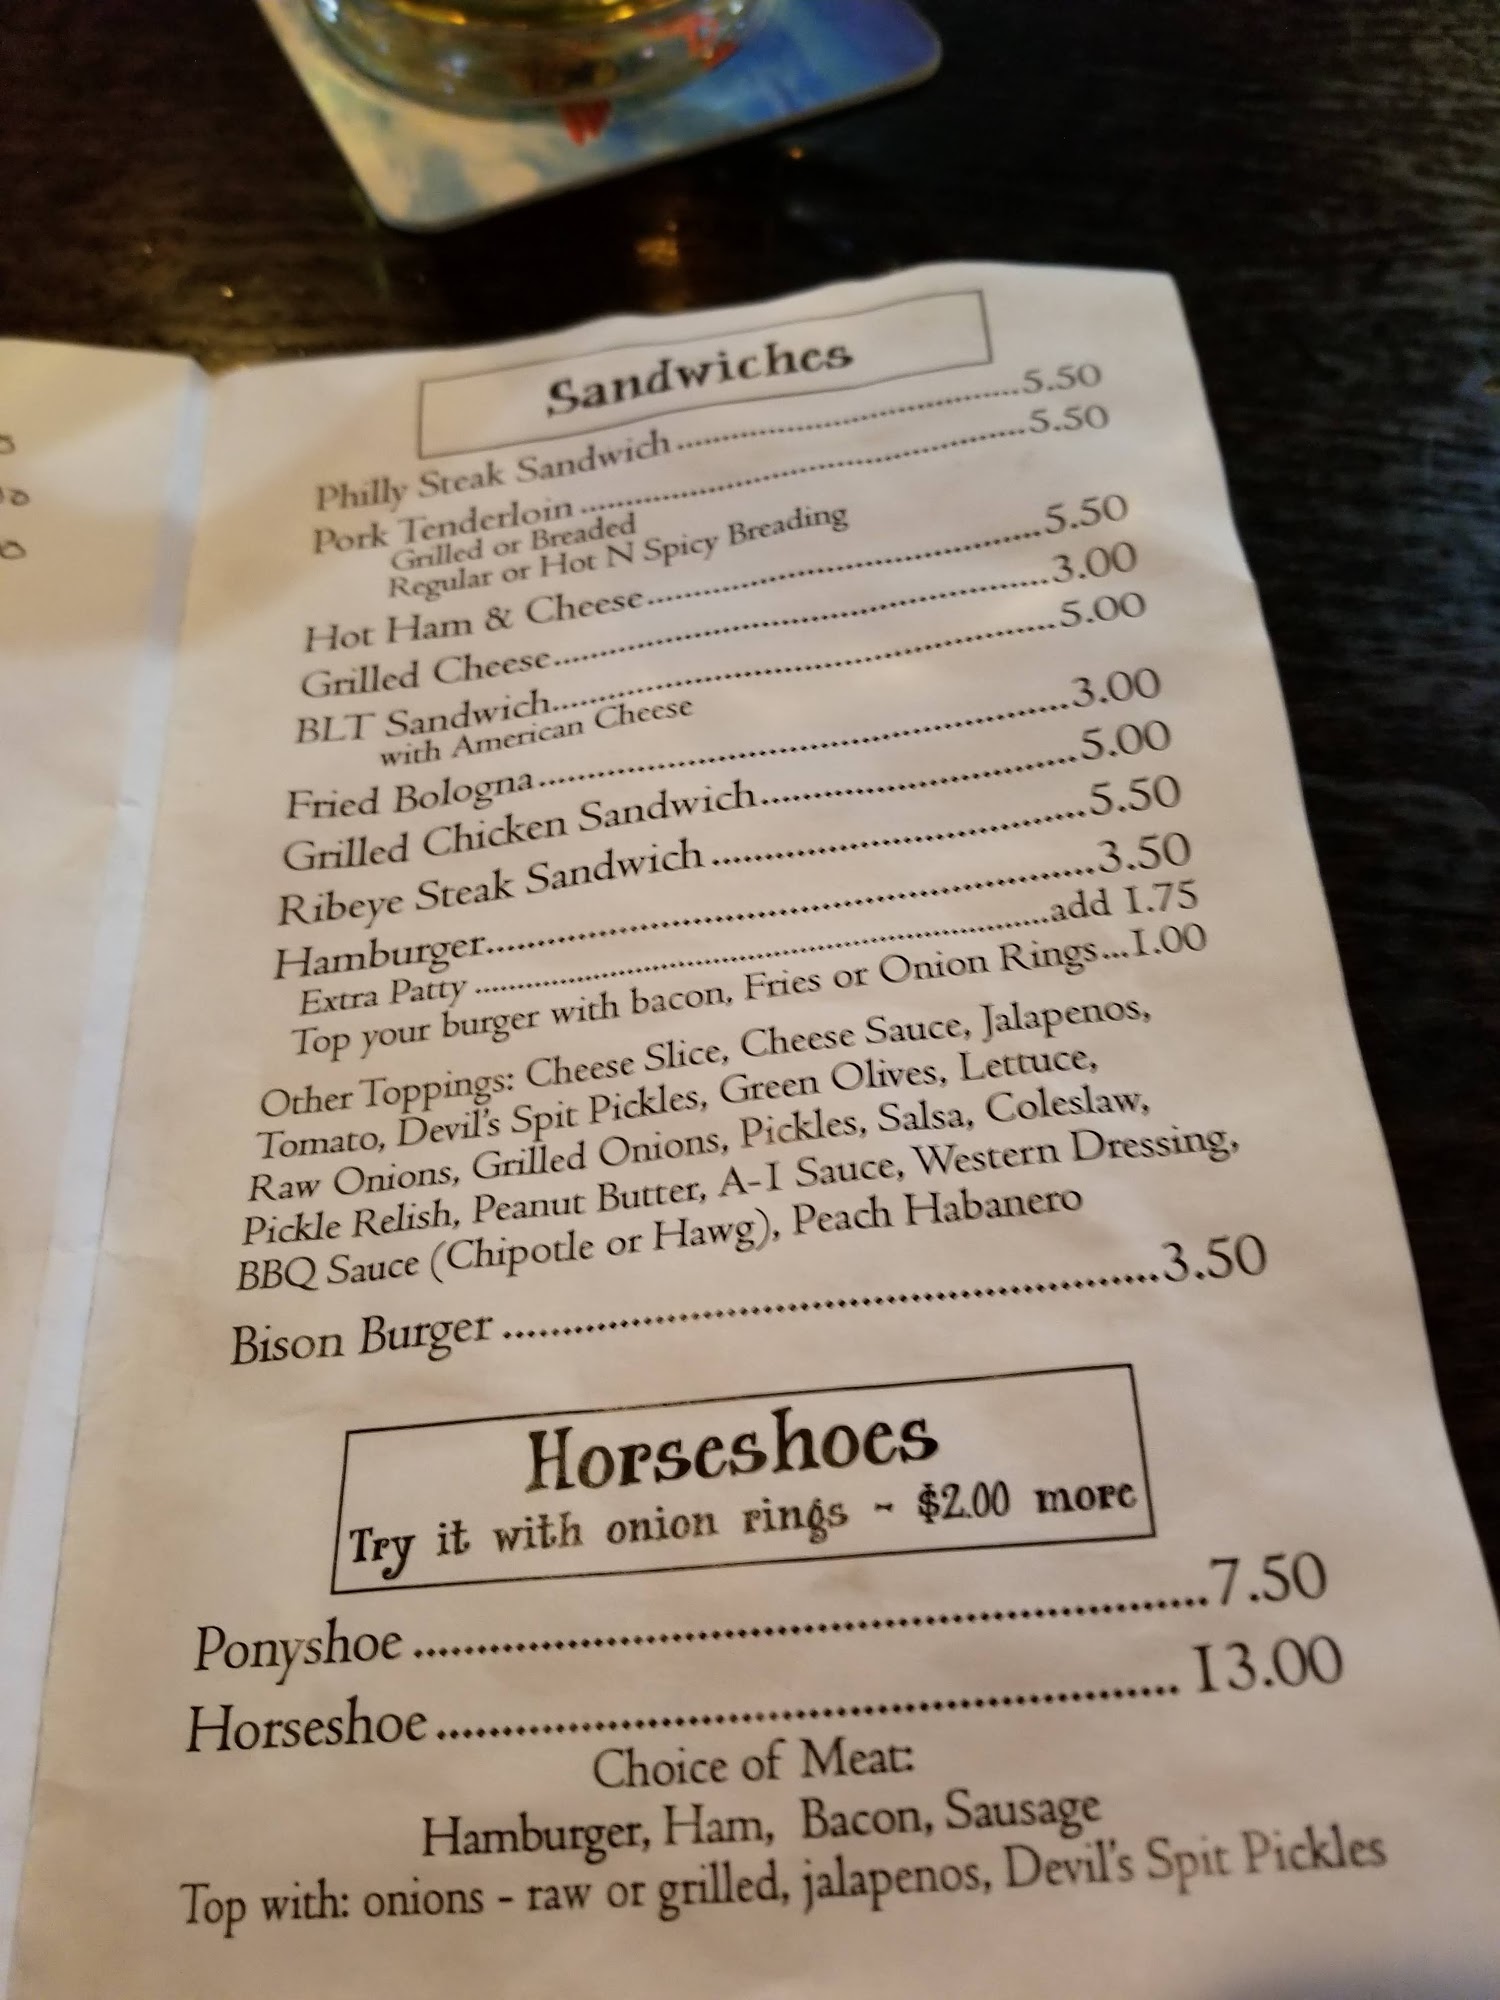 Sandwiches
Philly Steak Sandwich....................5.50
Pork Tenderloin....................5.50
Grilled or Breaded
Regular or Hot N Spicy Breading
Hot Ham & Cheese....................5.50
Grilled Cheese....................3.00
BLT Sandwich....................5.00
with American Cheese
Fried Bologna....................3.00
Grilled Chicken Sandwich....................5.00
Ribeye Steak Sandwich....................5.50
Hamburger....................3.50
Extra Patty....................add 1.75
Top your burger with bacon, Fries or Onion Rings...1.00
Other Toppings: Cheese Slice, Cheese Sauce, Jalapenos,
Tomato, Devil's Spit Pickles, Green Olives, Lettuce,
Raw Onions, Grilled Onions, Pickles, Salsa, Coleslaw,
Pickle Relish, Peanut Butter, A-1 Sauce, Western Dressing,
BBQ Sauce (Chipotle or Hawg), Peach Habanero
Bison Burger....................3.50
Horseshoes
Try it with onion rings ~ $2.00 more
Ponyshoe....................7.50
Horseshoe....................13.00
Choice of Meat:
Hamburger, Ham, Bacon, Sausage
Top with: onions - raw or grilled, jalapenos, Devil's Spit Pickles